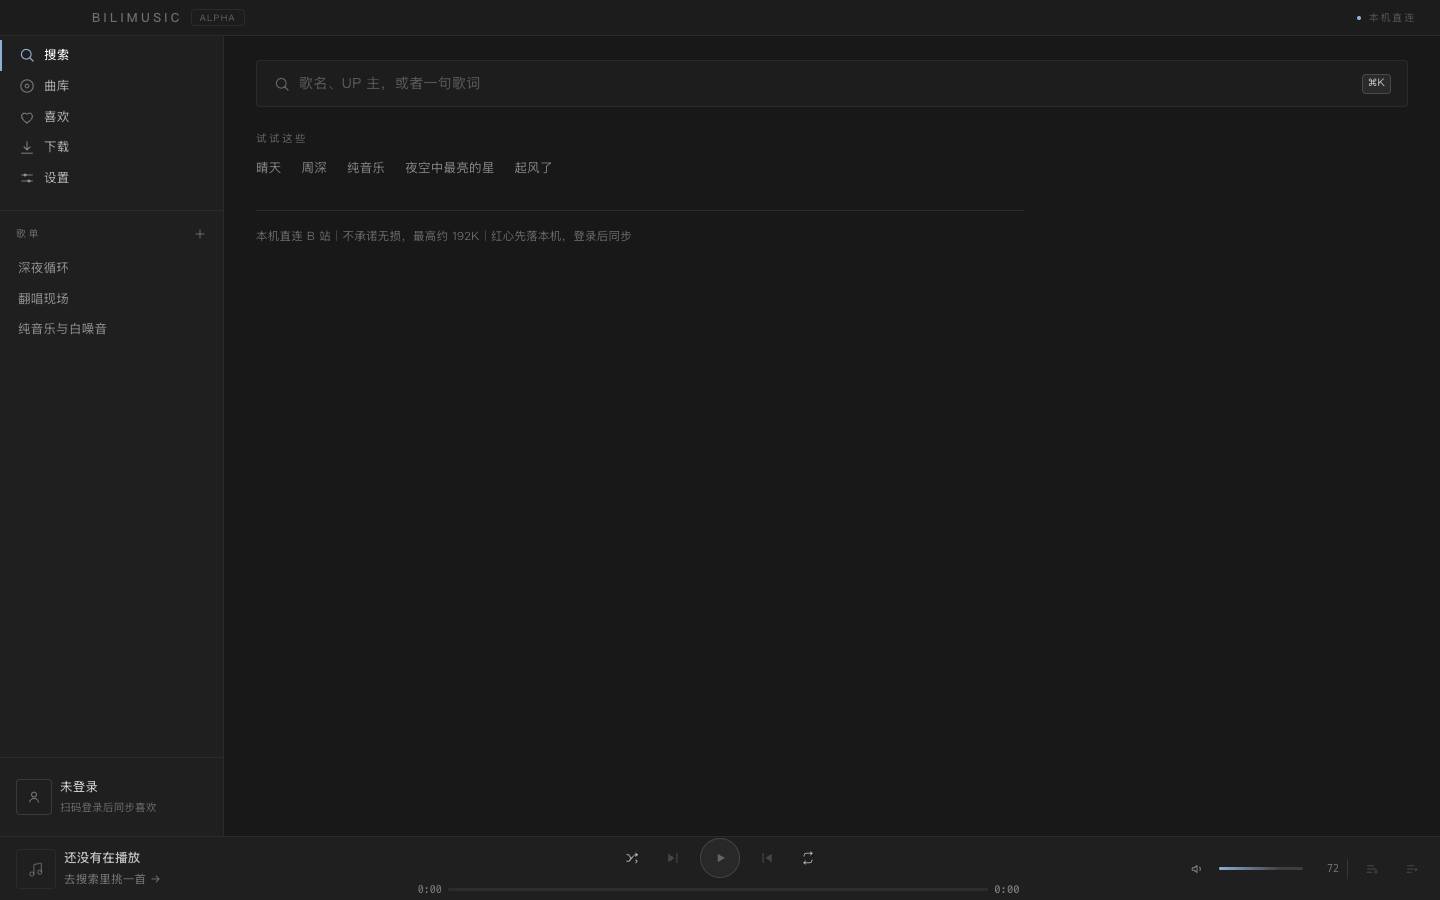 BILIMUSIC ALPHA
本机直连
搜索
曲库
喜欢
下载
设置
歌单
深夜循环
翻唱现场
纯音乐与白噪音
未登录
扫码登录后同步喜欢
歌名、UP 主，或者一句歌词
⌘K
试试这些
晴天 周深 纯音乐 夜空中最亮的星 起风了
本机直连 B 站 | 不承诺无损，最高约 192K | 红心先落本机，登录后同步
还没有在播放
去搜索里挑一首 →
0:00 0:00
72